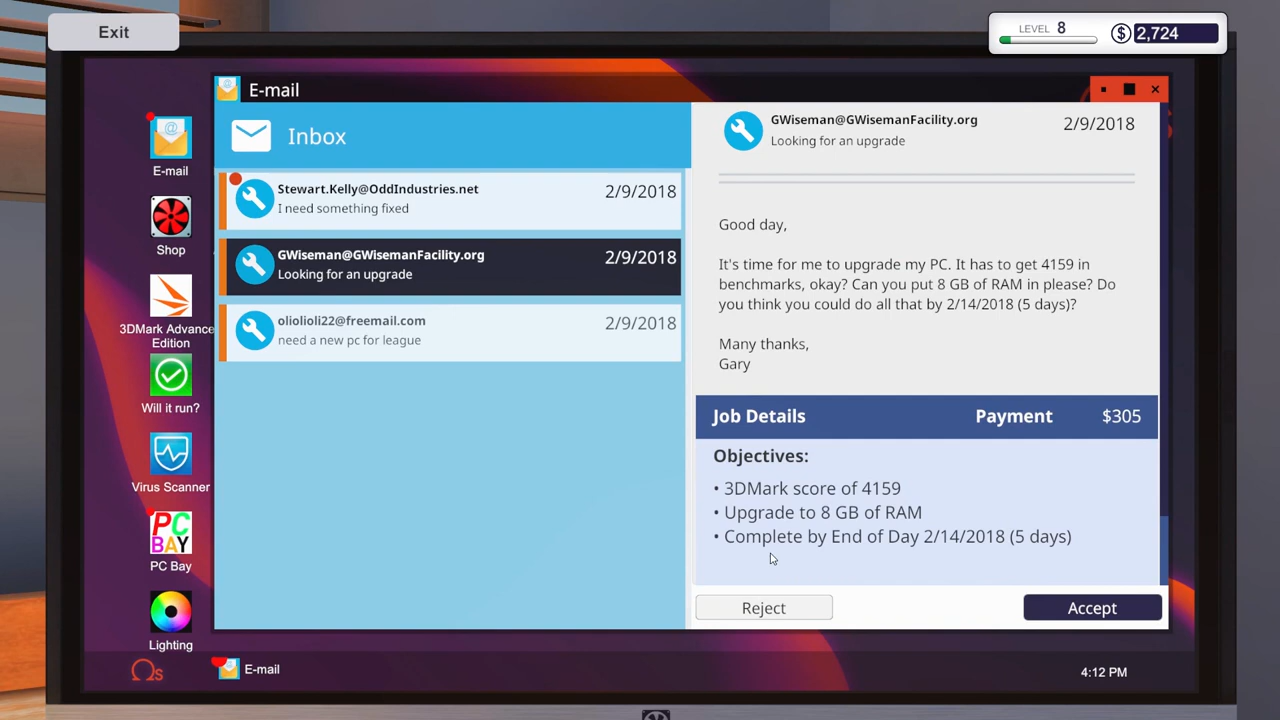 Exit
LEVEL 8
$ 2,724
E-mail
Inbox
Stewart.Kelly@OddIndustries.net 2/9/2018
I need something fixed
GWiseman@GWisemanFacility.org 2/9/2018
Looking for an upgrade
oliolioli22@freemail.com 2/9/2018
need a new pc for league
GWiseman@GWisemanFacility.org 2/9/2018
Looking for an upgrade
Good day,
It's time for me to upgrade my PC. It has to get 4159 in
benchmarks, okay? Can you put 8 GB of RAM in please? Do
you think you could do all that by 2/14/2018 (5 days)?
Many thanks,
Gary
Job Details Payment $305
Objectives:
• 3DMark score of 4159
• Upgrade to 8 GB of RAM
• Complete by End of Day 2/14/2018 (5 days)
Reject Accept
E-mail
Shop
3DMark Advance
Edition
Will it run?
Virus Scanner
PC
BAY
PC Bay
Lighting
Ωs E-mail 4:12 PM